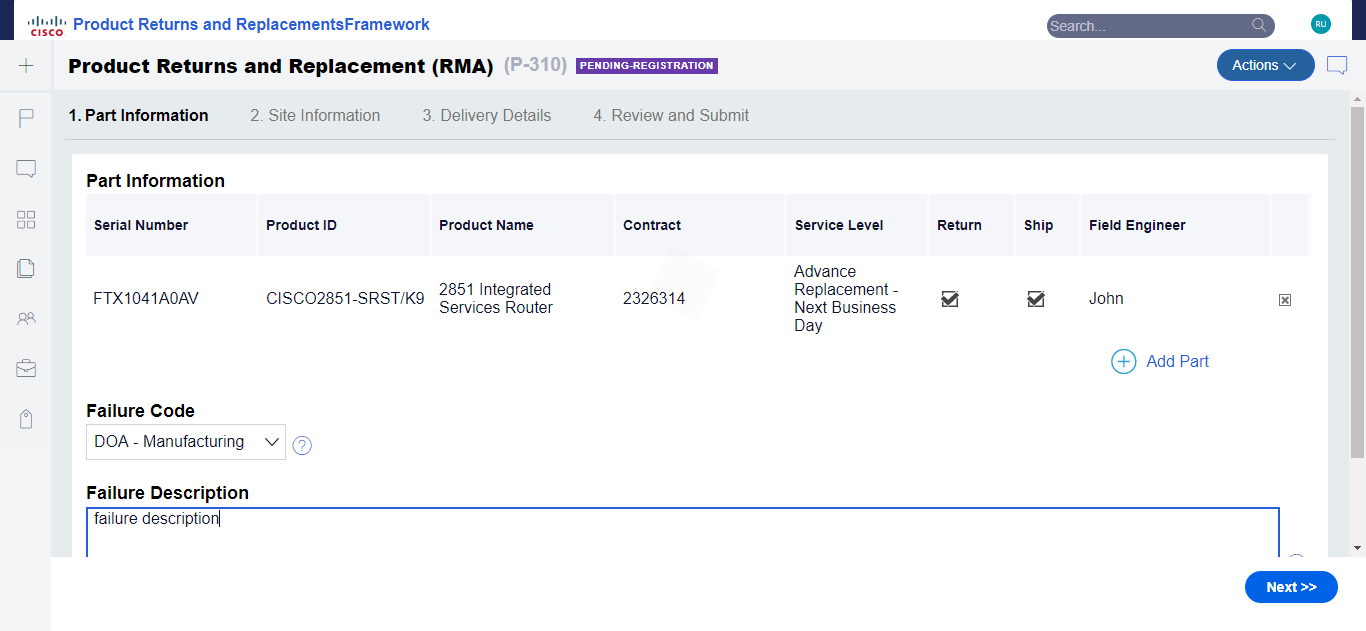 CISCO
Product Returns and ReplacementsFramework
Search...
RU
Product Returns and Replacement (RMA) (P-310) PENDING-REGISTRATION
Actions
1. Part Information 2. Site Information 3. Delivery Details 4. Review and Submit
Part Information
Serial Number Product ID Product Name Contract Service Level Return Ship Field Engineer
FTX1041A0AV CISCO2851-SRST/K9
2851 Integrated
Services Router
2326314
Advance
Replacement -
Next Business
Day
John
Add Part
Failure Code
DOA - Manufacturing
?
Failure Description
failure description
Next >>